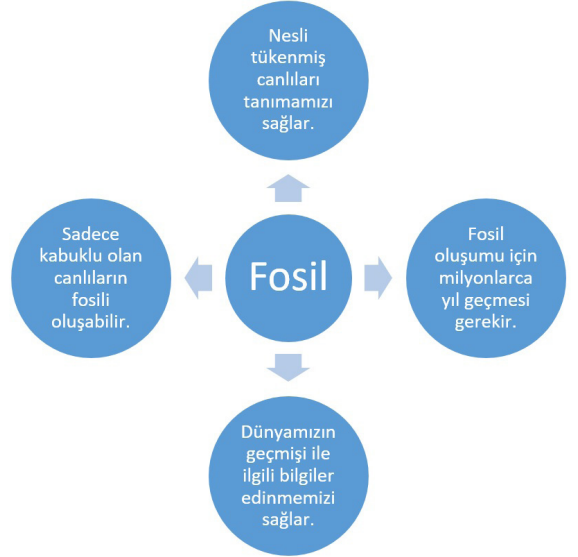 Nesli
tükenmiş
canlıları
tanımamızı
sağlar.
Sadece
kabuklu olan
canlıların
fosili
oluşabilir.
Fosil
Fosil
oluşumu için
milyonlarca
yıl geçmesi
gerekir.
Dünyamızın
geçmişi ile
ilgili bilgiler
edinmemizi
sağlar.